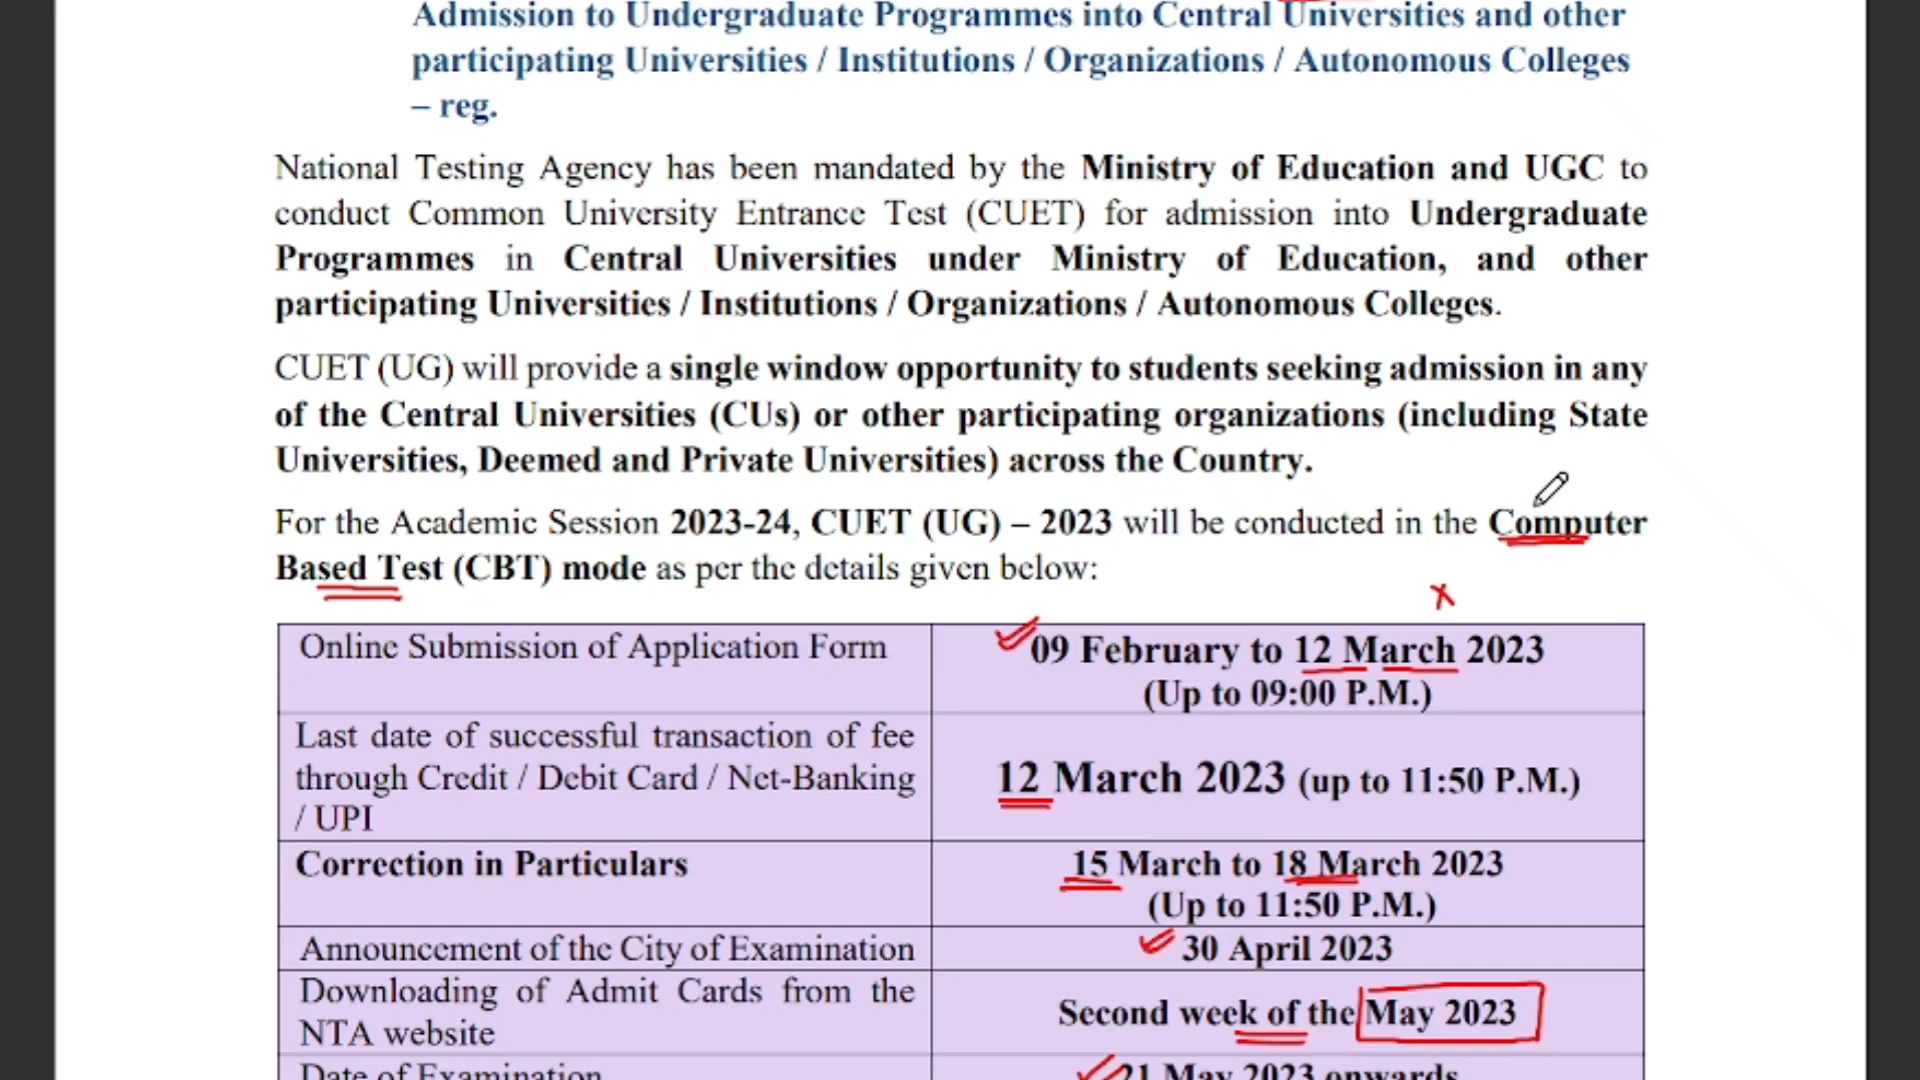 Admission to Undergraduate Programmes into Central Universities and other
participating Universities / Institutions / Organizations / Autonomous Colleges
– reg.
National Testing Agency has been mandated by the Ministry of Education and UGC to
conduct Common University Entrance Test (CUET) for admission into Undergraduate
Programmes in Central Universities under Ministry of Education, and other
participating Universities / Institutions / Organizations / Autonomous Colleges.
CUET (UG) will provide a single window opportunity to students seeking admission in any
of the Central Universities (CUs) or other participating organizations (including State
Universities, Deemed and Private Universities) across the Country.
For the Academic Session 2023-24, CUET (UG) – 2023 will be conducted in the Computer
Based Test (CBT) mode as per the details given below:
Online Submission of Application Form
09 February to 12 March 2023
(Up to 09:00 P.M.)
Last date of successful transaction of fee
through Credit / Debit Card / Net-Banking
/ UPI
12 March 2023 (up to 11:50 P.M.)
Correction in Particulars
15 March to 18 March 2023
(Up to 11:50 P.M.)
Announcement of the City of Examination
30 April 2023
Downloading of Admit Cards from the
NTA website
Second week of the May 2023
Date of Examination
21 May 2023 onwards